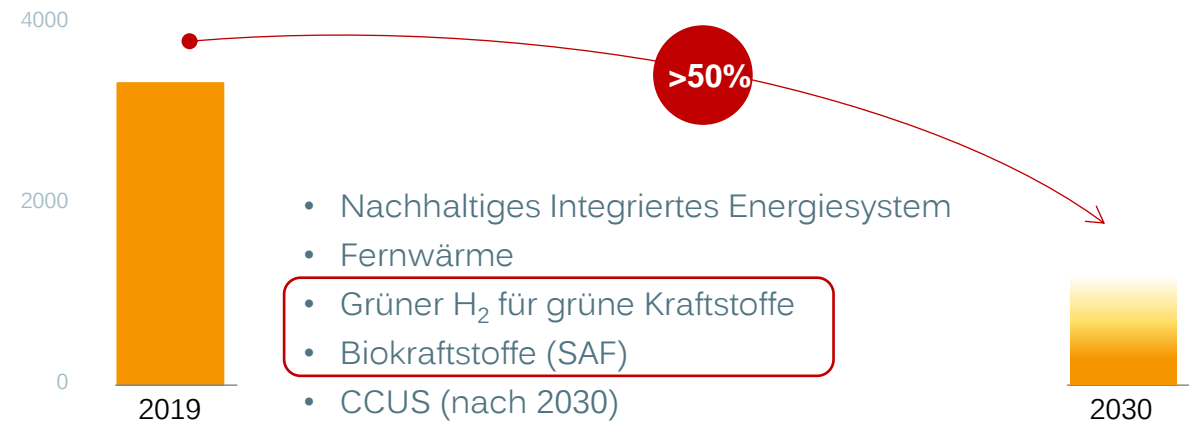 4000
>50%
2000
• Nachhaltiges Integriertes Energiesystem
• Fernwärme
• Grüner H₂ für grüne Kraftstoffe
• Biokraftstoffe (SAF)
0
• CCUS (nach 2030)
2019
2030